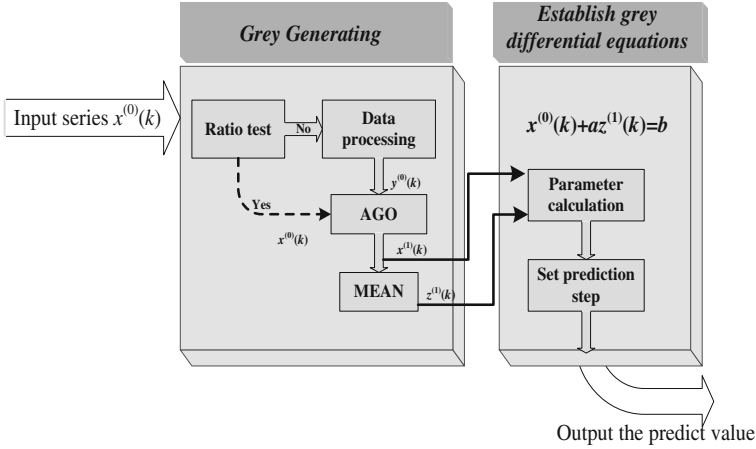 Grey Generating
Establish grey
differential equations
Input series x⁽⁰⁾(k)
Ratio test
No
Data
processing
y⁽⁰⁾(k)
Yes
x⁽⁰⁾(k)
AGO
x⁽¹⁾(k)
MEAN
z⁽¹⁾(k)
x⁽⁰⁾(k)+az⁽¹⁾(k)=b
Parameter
calculation
Set prediction
step
Output the predict value